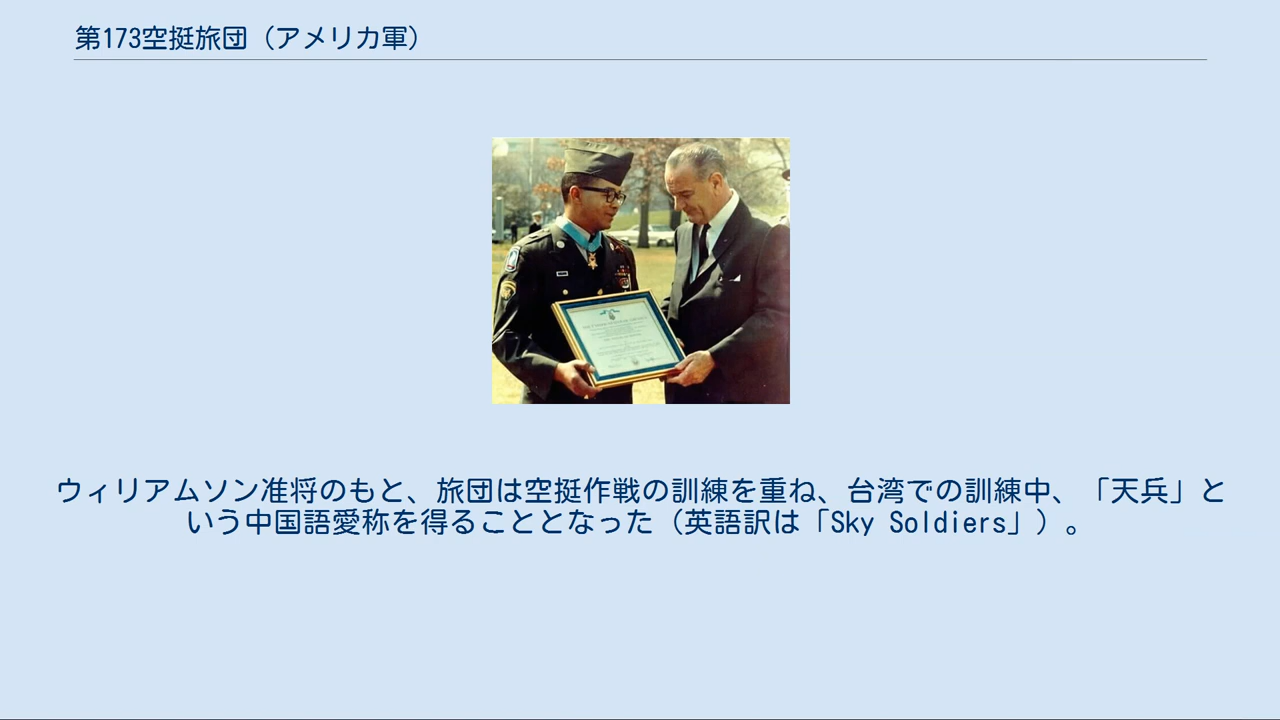 第173空挺旅団（アメリカ軍）
ウィリアムソン准将のもと、旅団は空挺作戦の訓練を重ね、台湾での訓練中、「天兵」と
いう中国語愛称を得ることとなった（英語訳は「Sky Soldiers」）。